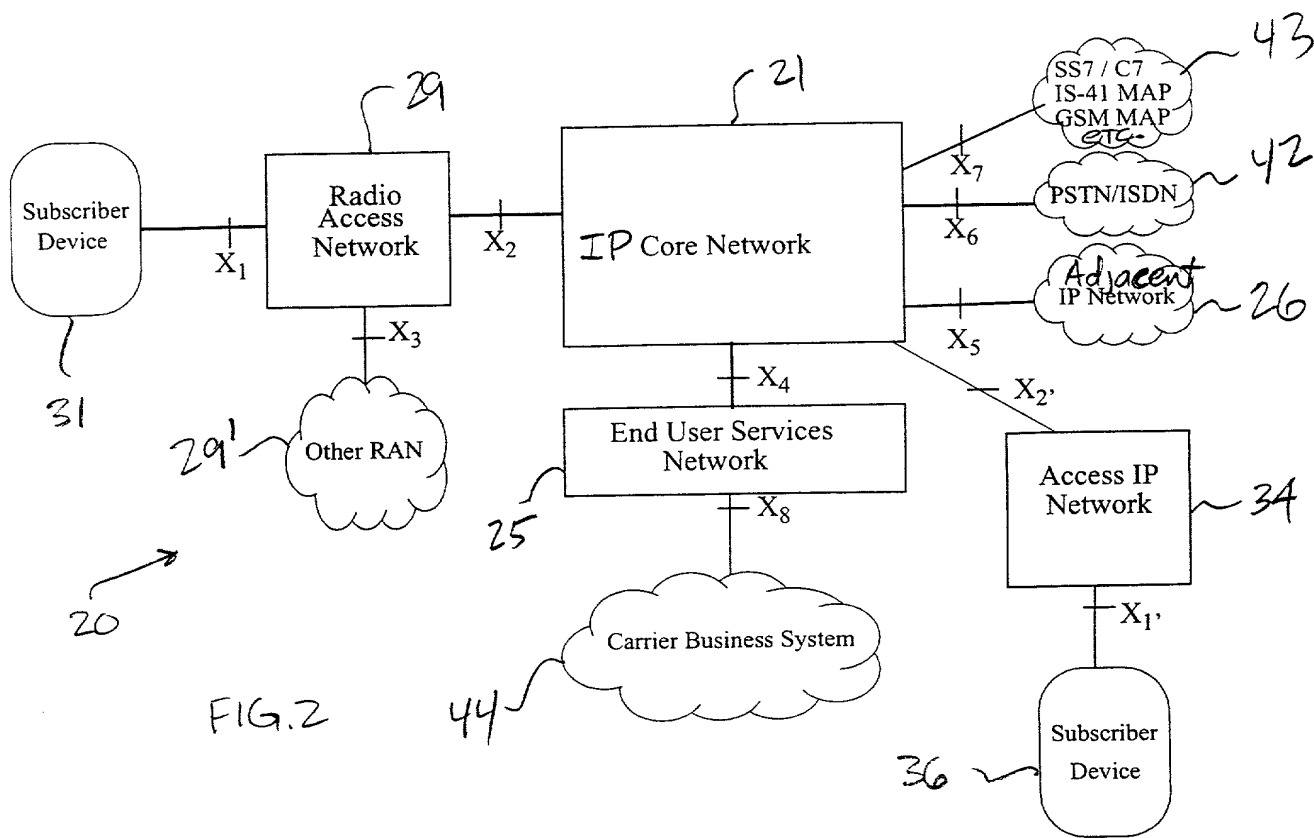 43
SS7 / C7
IS-41 MAP
GSM MAP
etc.
29
21
42
PSTN/ISDN
X7
Subscriber
Device
Radio
Access
Network
X1
X2
IP Core Network
X6
Adjacent
IP Network
26
X5
X3
X4
X2'
31
29'
Other RAN
End User Services
Network
25
X8
Access IP
Network
34
20
X1'
Carrier Business System
44
FIG.2
Subscriber
Device
36